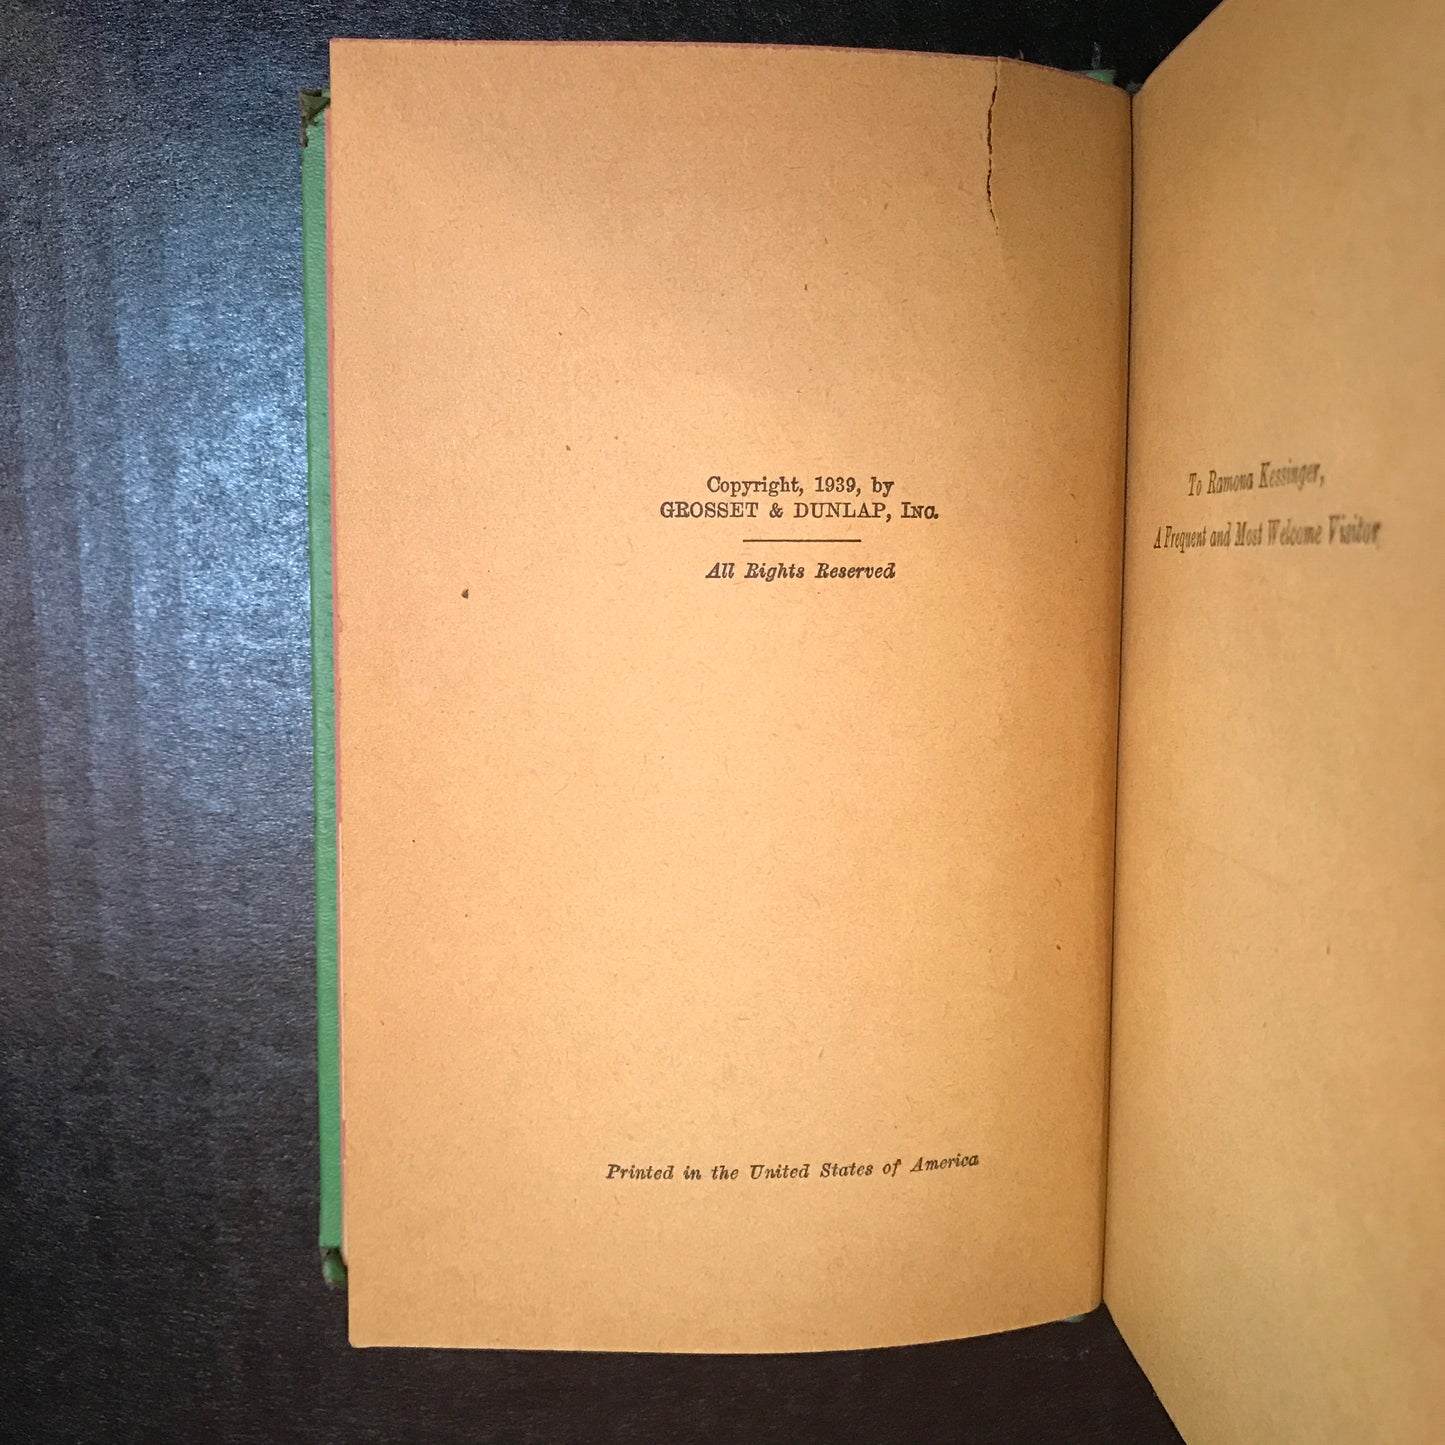 Copyright, 1939, by
GROSSET & DUNLAP, Inc.
All Rights Reserved
Printed in the United States of America
To Ramona Kessinger,
A Frequent and Most Welcome Visitor